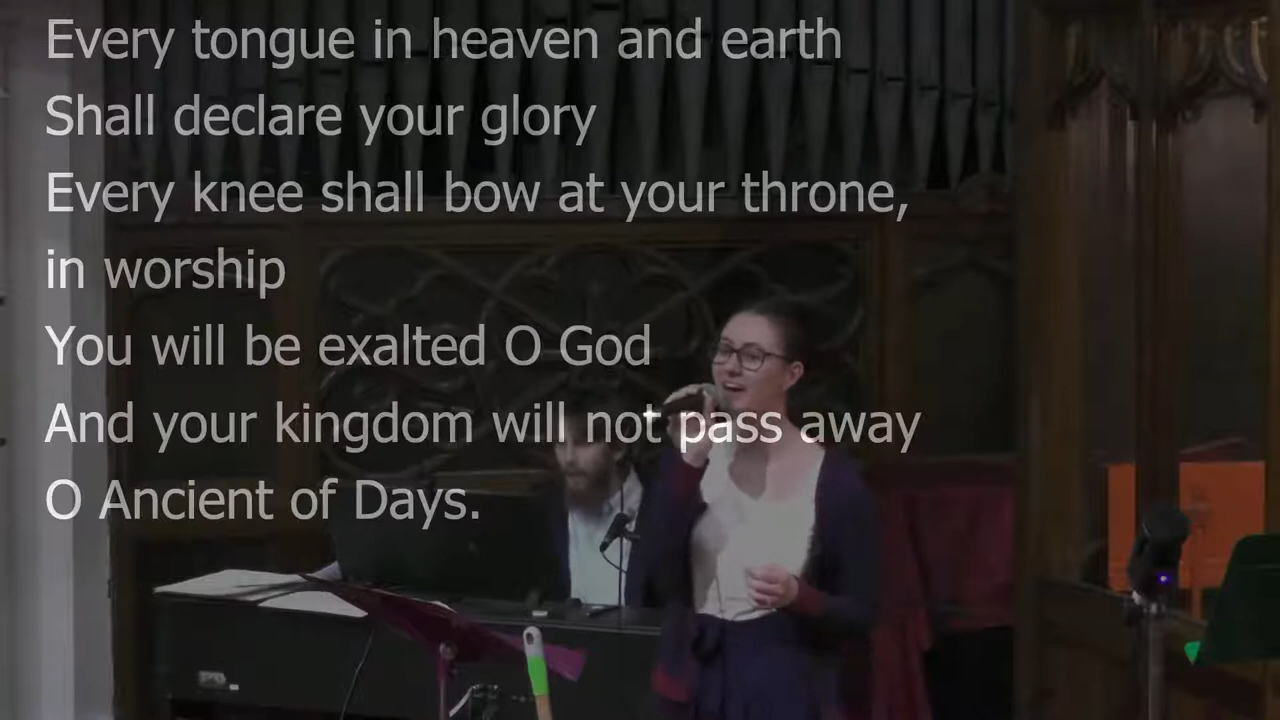 Every tongue in heaven and earth
Shall declare your glory
Every knee shall bow at your throne,
in worship
You will be exalted O God
And your kingdom will not pass away
O Ancient of Days.